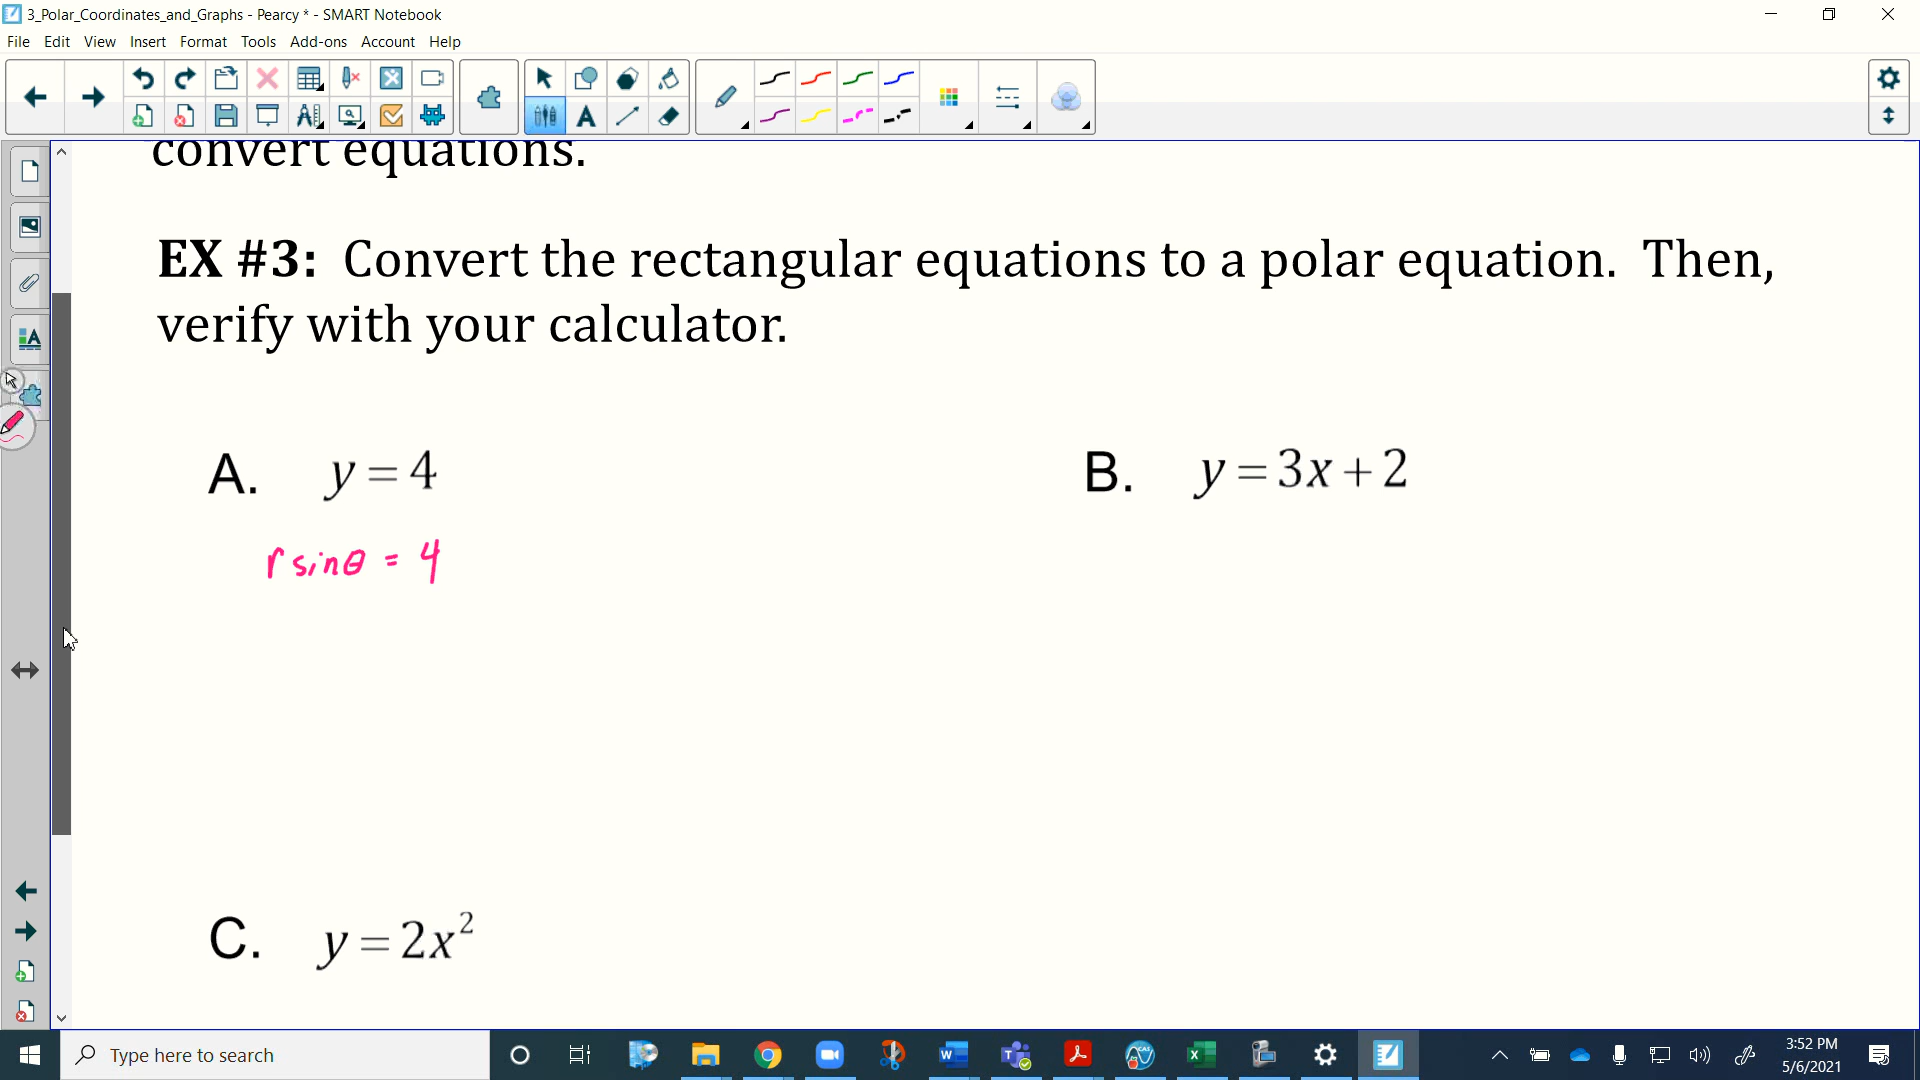 3_Polar_Coordinates_and_Graphs - Pearcy * - SMART Notebook
File Edit View Insert Format Tools Add-ons Account Help
convert equations.
EX #3: Convert the rectangular equations to a polar equation. Then,
verify with your calculator.
A. y = 4
B. y = 3x + 2
r sinθ = 4
C. y = 2x²
Type here to search
3:52 PM
5/6/2021